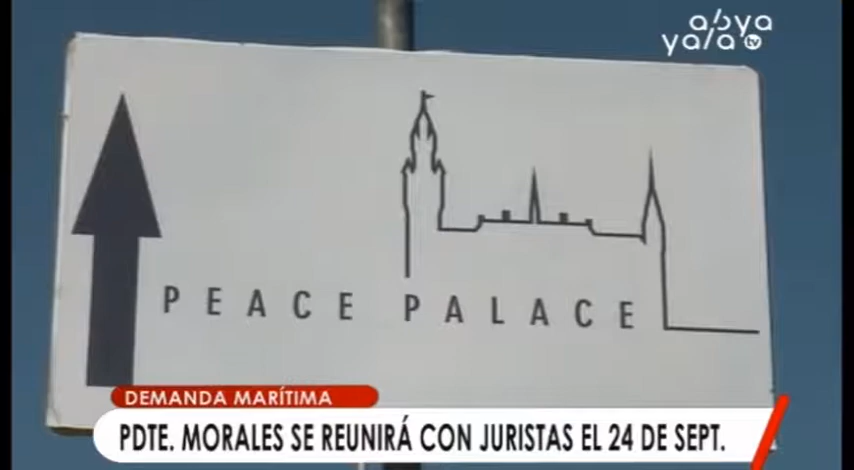 abya
yala tv
PEACE PALACE
DEMANDA MARÍTIMA
PDTE. MORALES SE REUNIRÁ CON JURISTAS EL 24 DE SEPT.